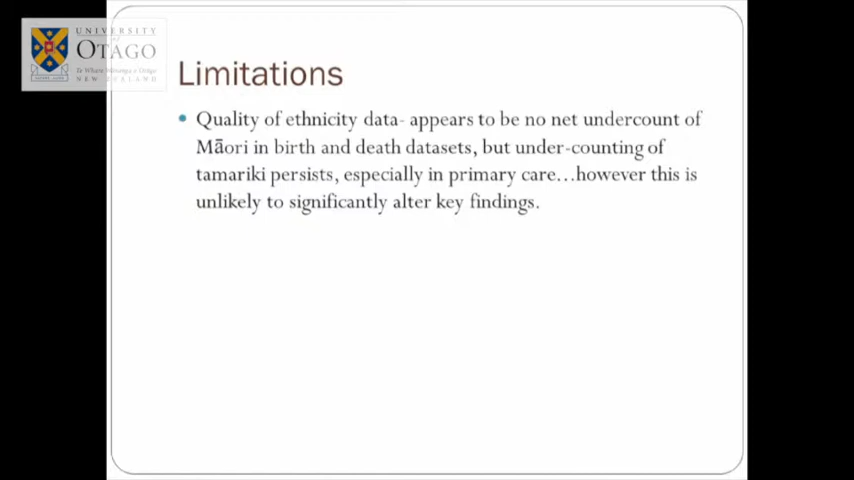 UNIVERSITY
of
OTAGO
Te Whare Wānanga o Otāgo
NEW ZEALAND
Limitations
• Quality of ethnicity data- appears to be no net undercount of
Māori in birth and death datasets, but under-counting of
tamariki persists, especially in primary care…however this is
unlikely to significantly alter key findings.